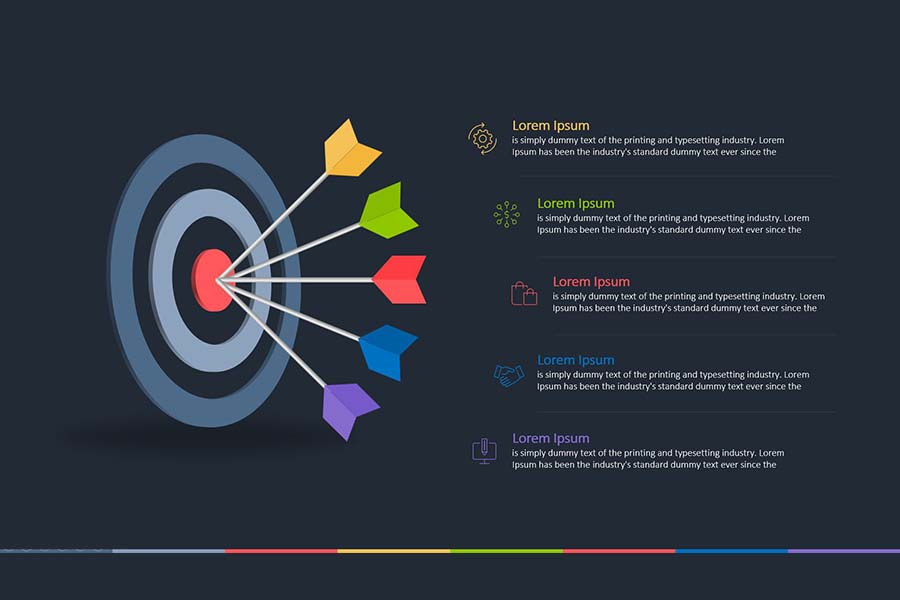 Lorem Ipsum
is simply dummy text of the printing and typesetting industry. Lorem
Ipsum has been the industry's standard dummy text ever since the
Lorem Ipsum
is simply dummy text of the printing and typesetting industry. Lorem
Ipsum has been the industry's standard dummy text ever since the
Lorem Ipsum
is simply dummy text of the printing and typesetting industry. Lorem
Ipsum has been the industry's standard dummy text ever since the
Lorem Ipsum
is simply dummy text of the printing and typesetting industry. Lorem
Ipsum has been the industry's standard dummy text ever since the
Lorem Ipsum
is simply dummy text of the printing and typesetting industry. Lorem
Ipsum has been the industry's standard dummy text ever since the